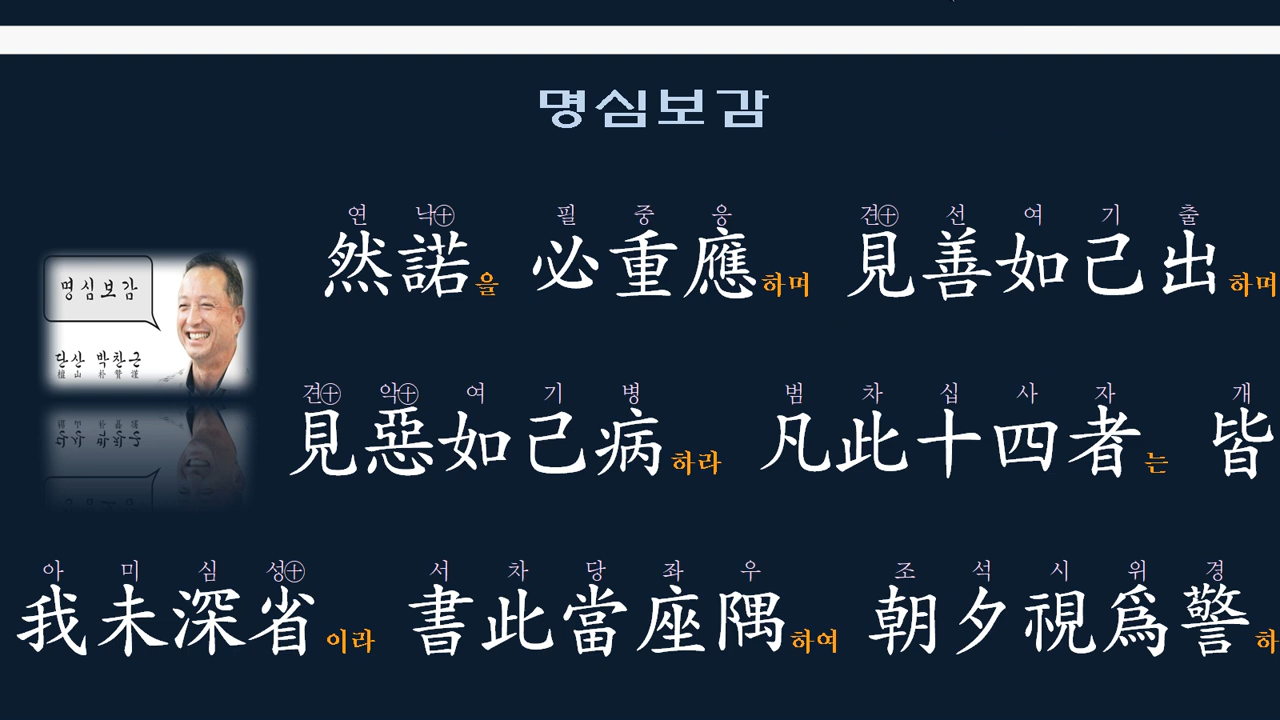 명심보감
연 낙㊉ 필 중 응 견㊉ 선 여 기 출
然諾을 必重應하며 見善如己出하며
명심보감
단산 박찬근
檀山 朴贊謹
견㊉ 악㊉ 여 기 병 범 차 십 사 자 개
見惡如己病하라 凡此十四者는 皆
아 미 심 성㊉ 서 차 당 좌 우 조 석 시 위 경
我未深省이라 書此當座隅하여 朝夕視爲警하